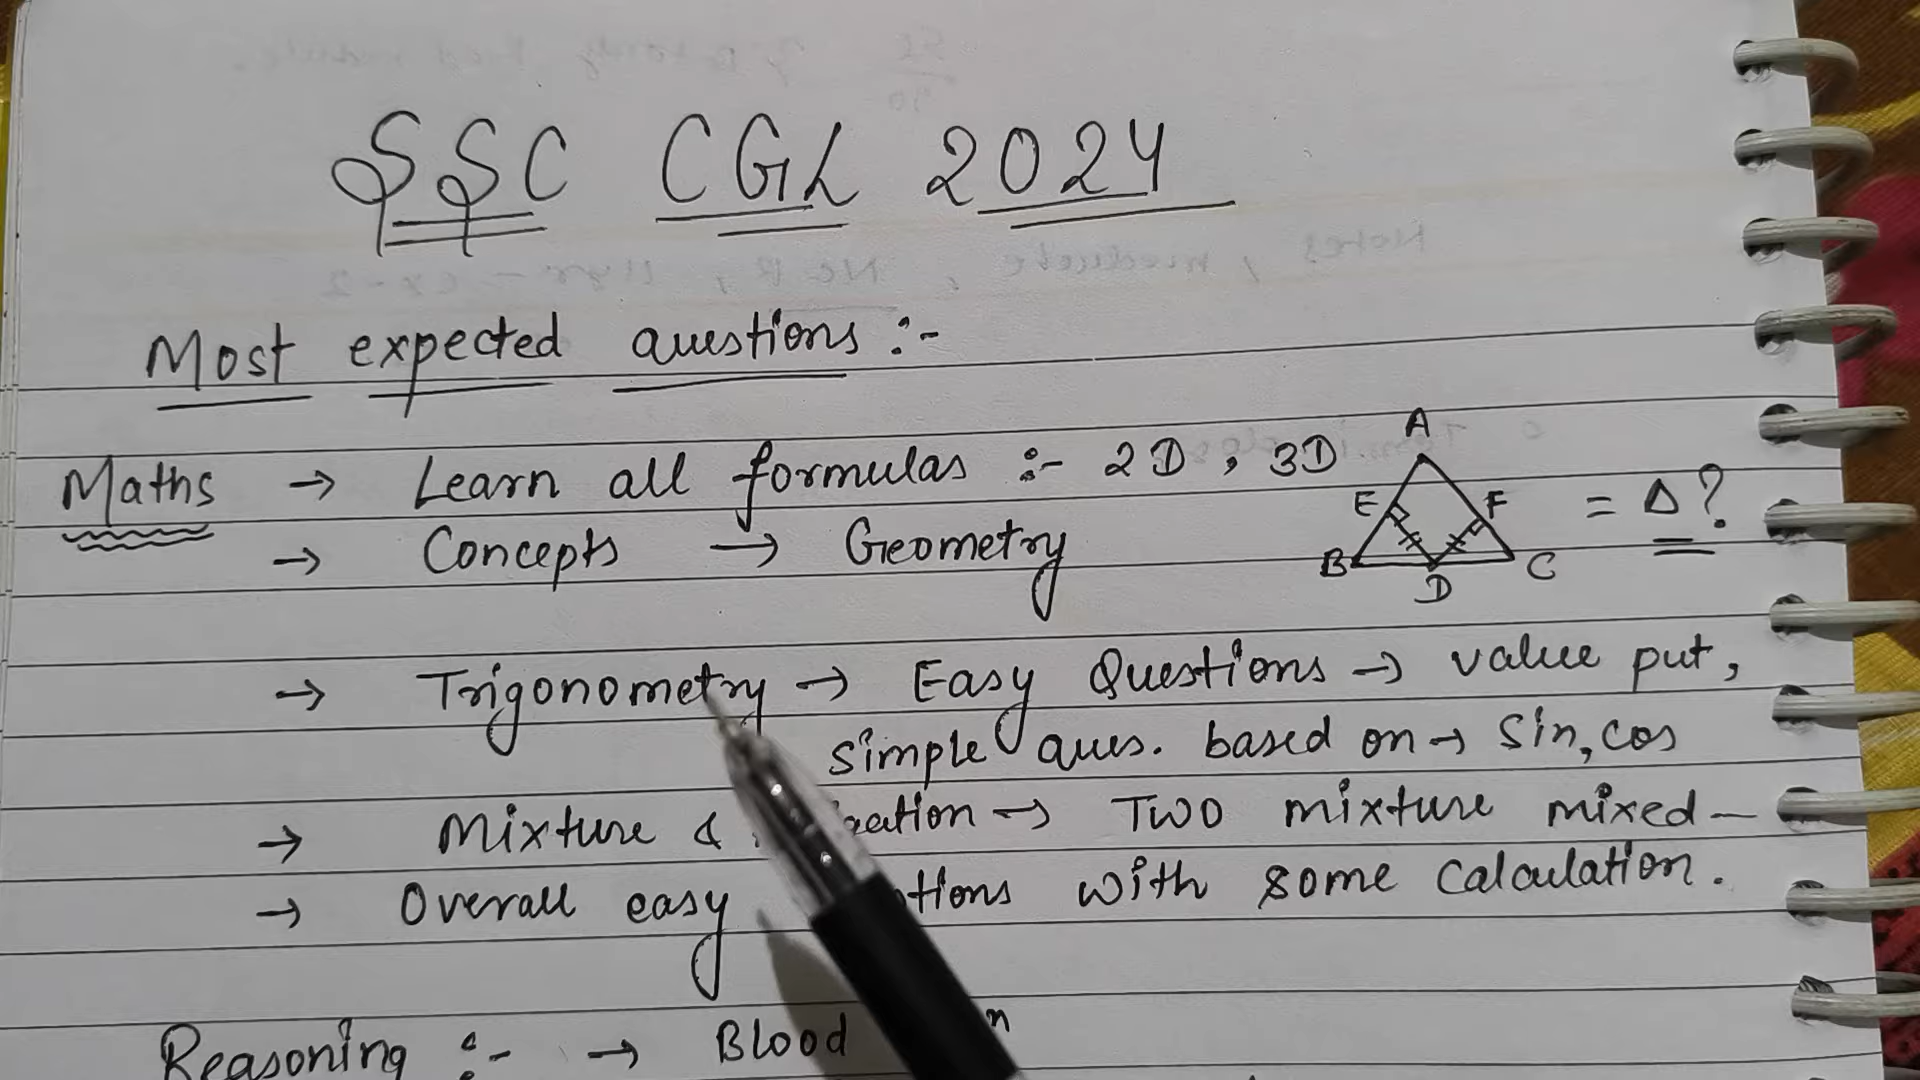 SSC CGL 2024
Most expected questions :-
Maths → Learn all formulas :- 2D, 3D
→ Concepts → Geometry
A
E F
B D C
= Δ?
→ Trigonometry → Easy Questions → value put,
simple ques. based on → Sin, cos
→ Mixture & → Two mixture mixed
→ Overall easy with some calculation.
Reasoning :- → Blood